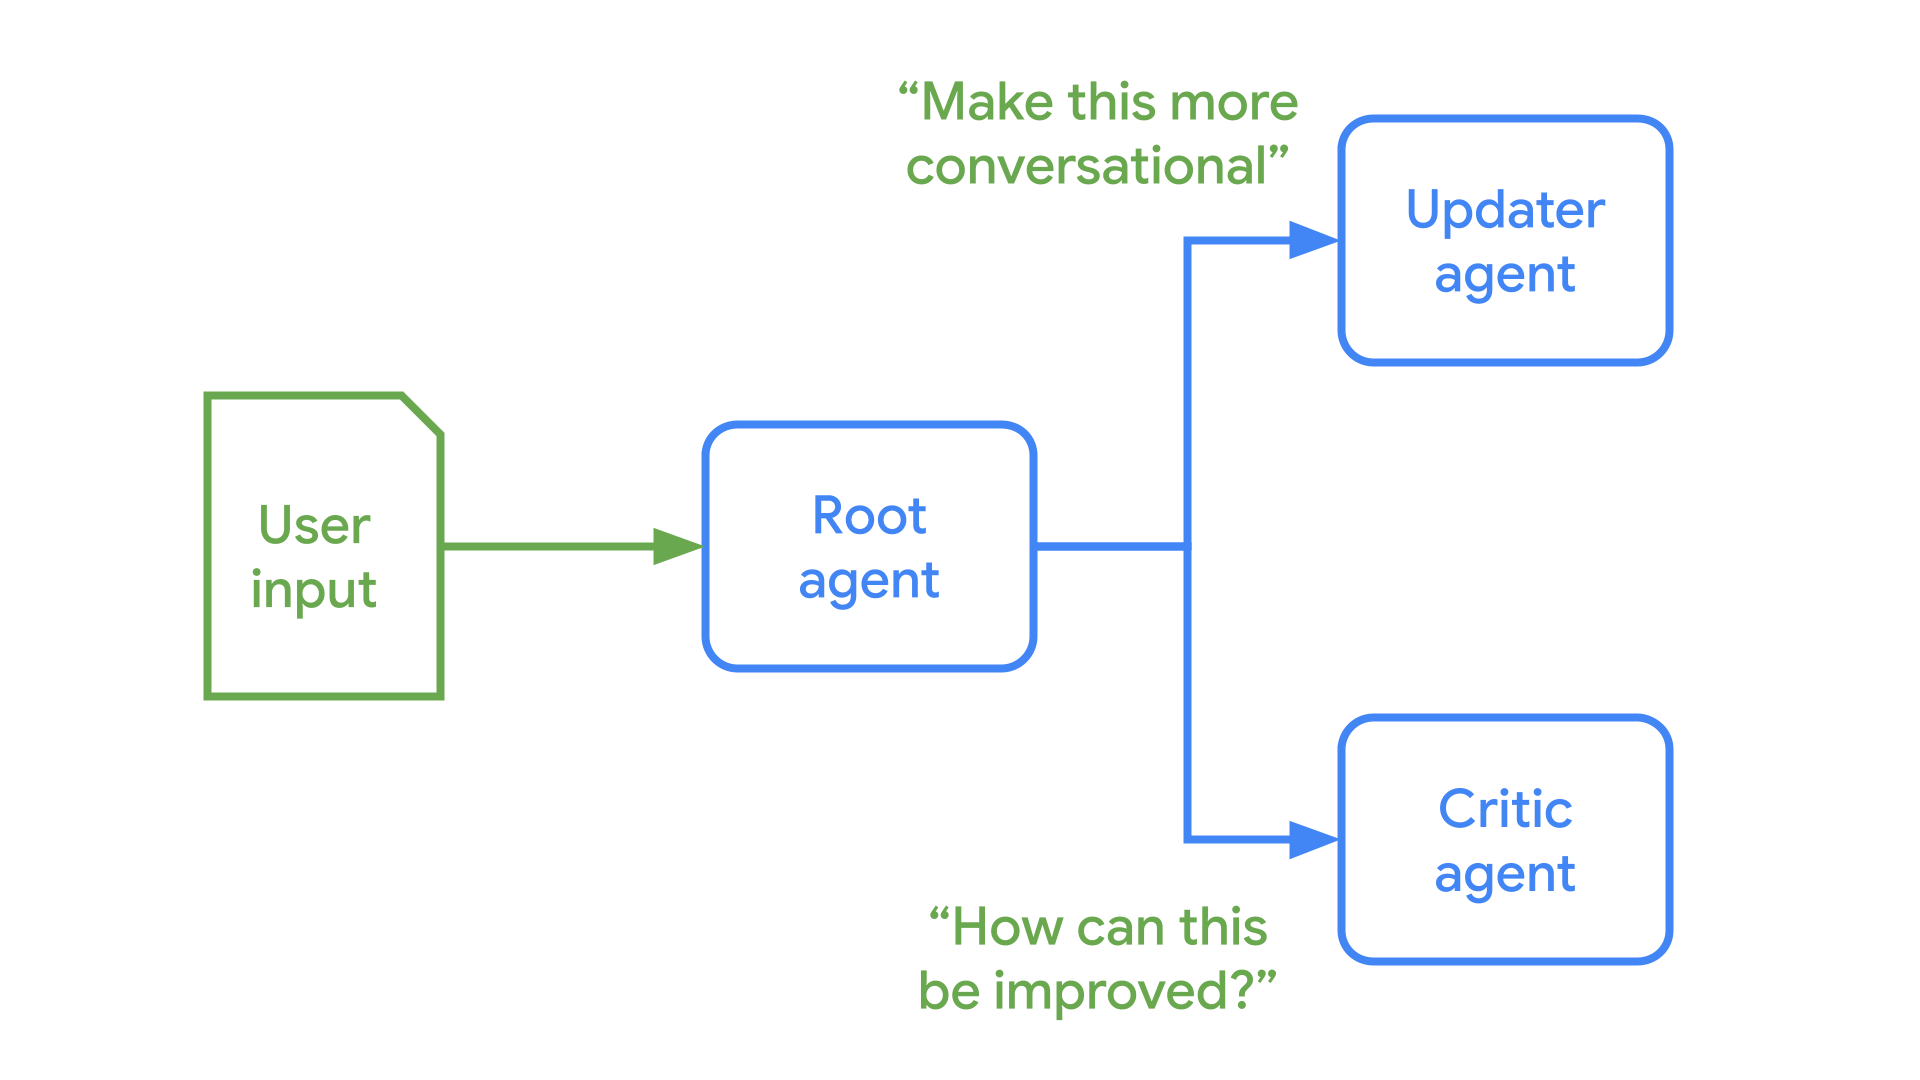 “Make this more
conversational”
Updater
agent
User
input
Root
agent
Critic
agent
“How can this
be improved?”